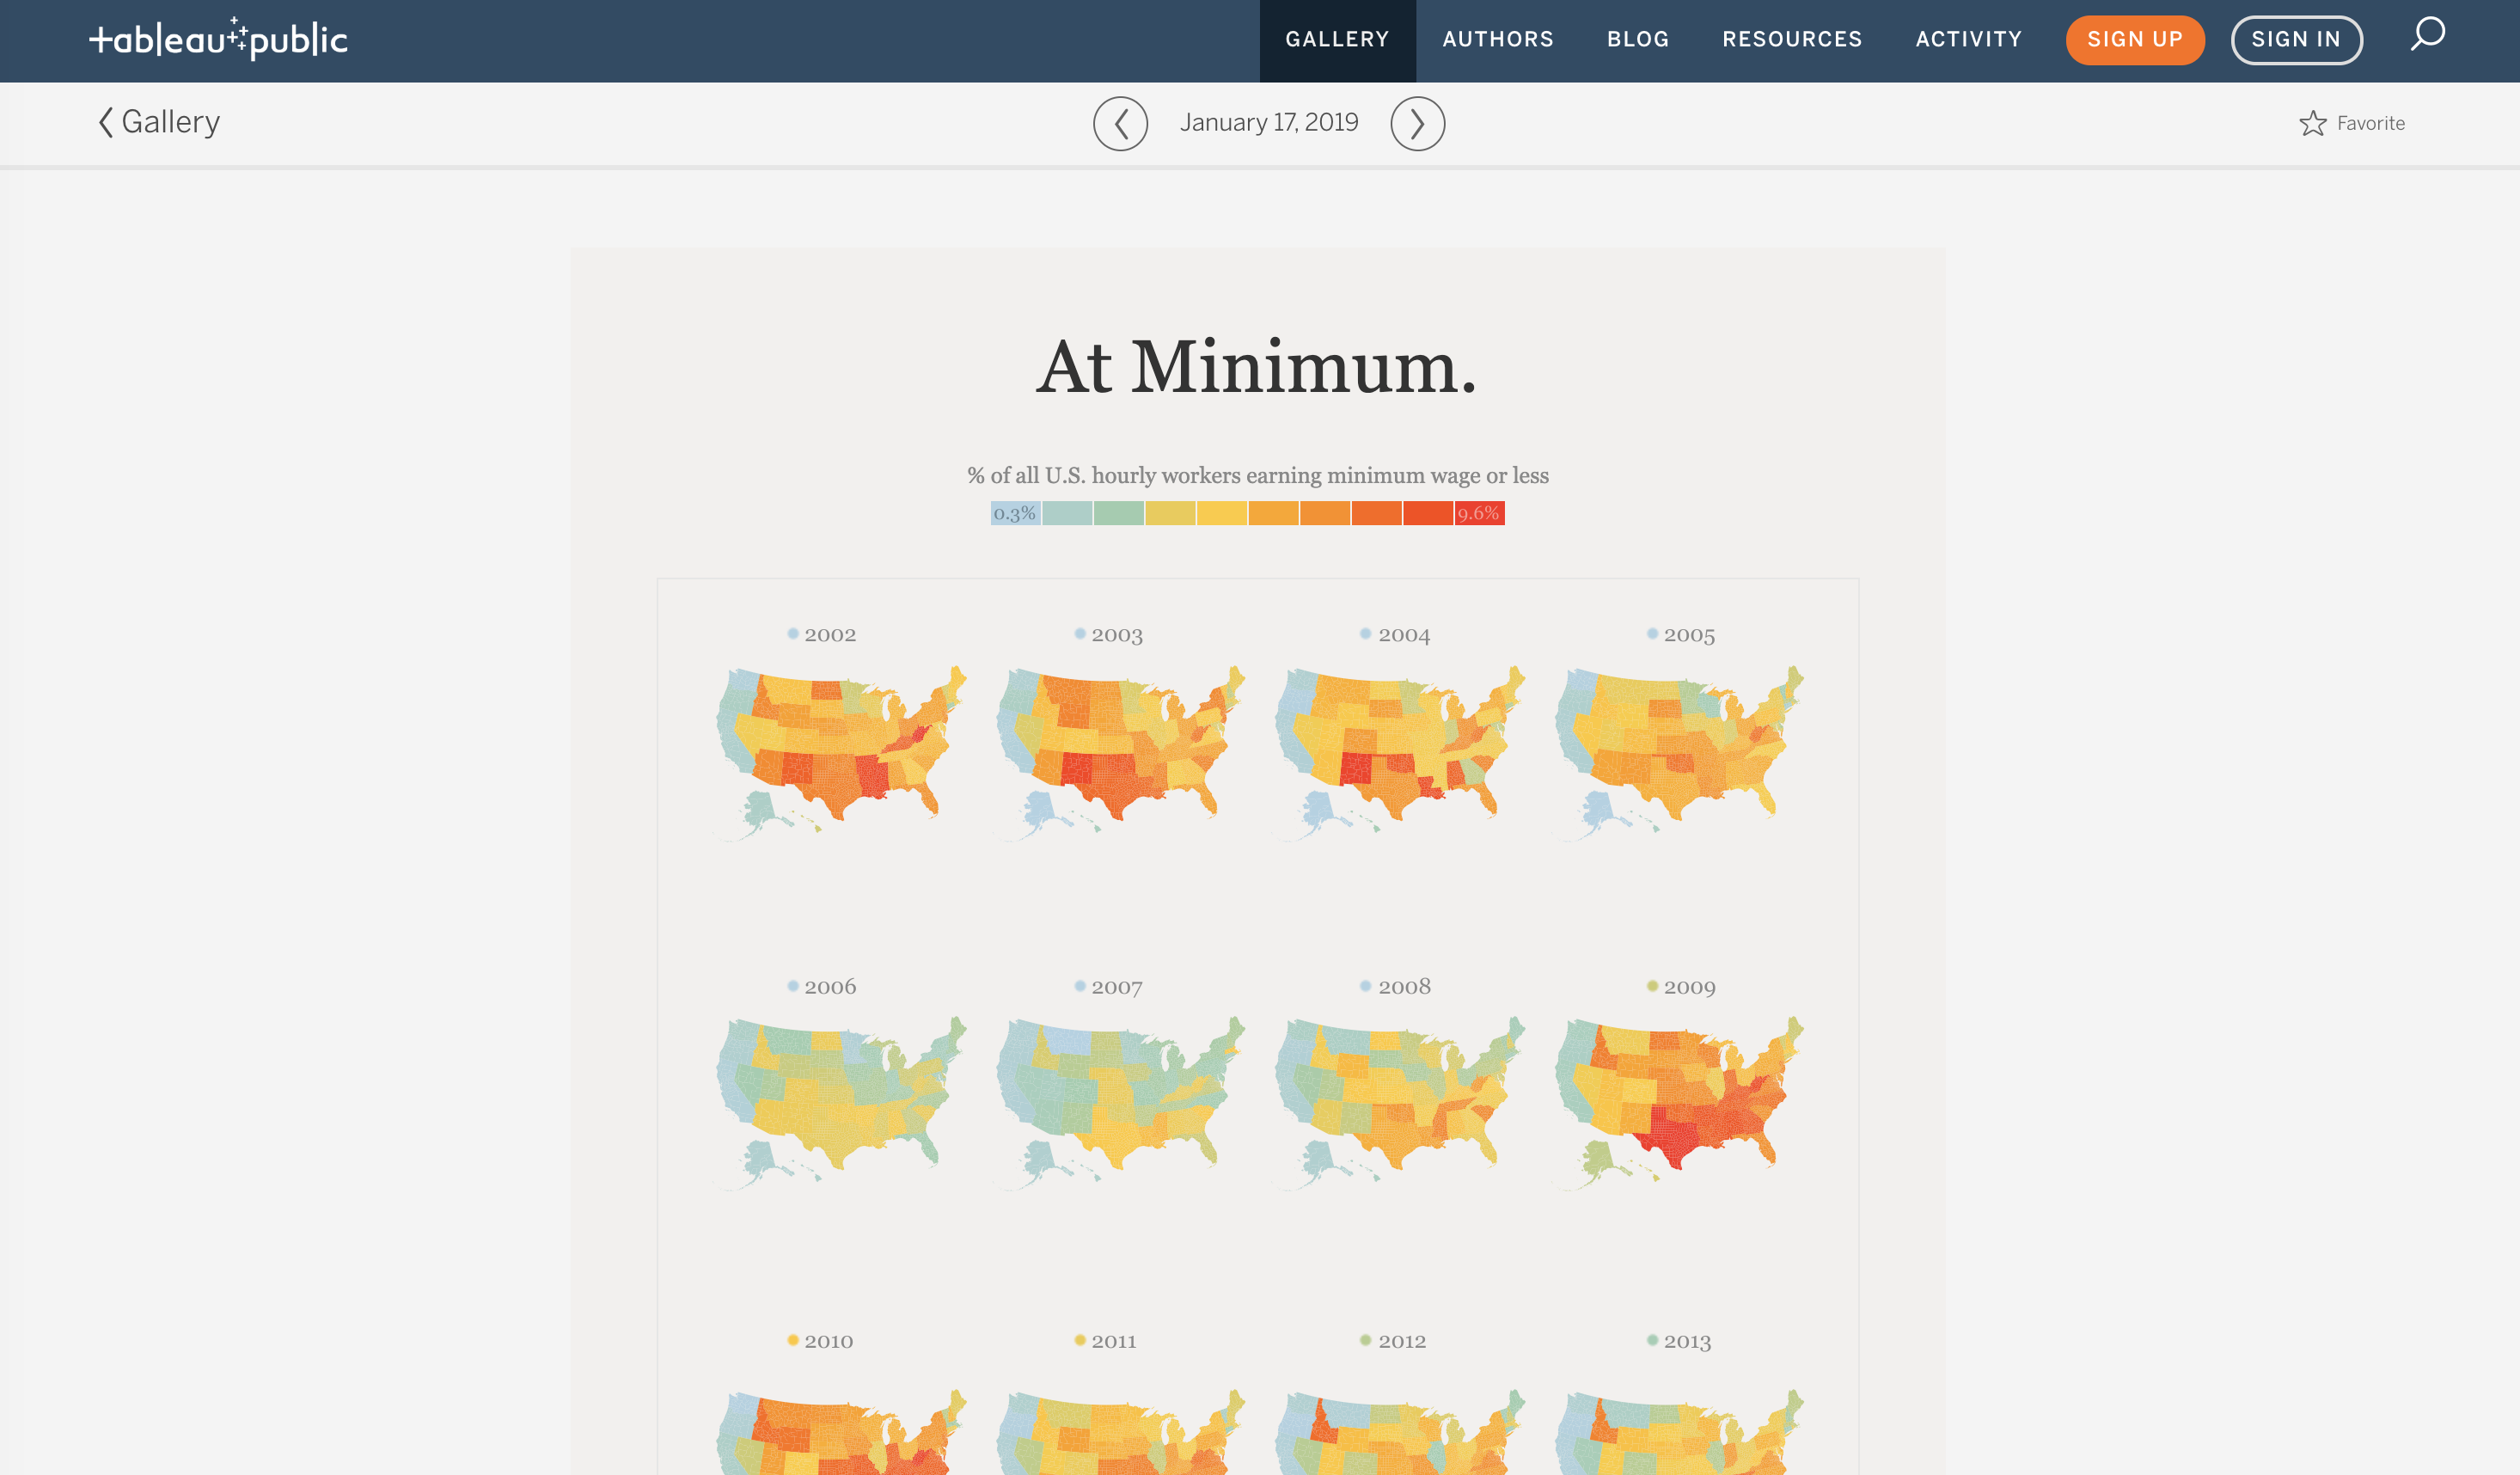 tableau public
GALLERY AUTHORS BLOG RESOURCES ACTIVITY SIGN UP SIGN IN
Gallery January 17, 2019 Favorite
At Minimum.
% of all U.S. hourly workers earning minimum wage or less
0.3% 9.6%
2002 2003 2004 2005
2006 2007 2008 2009
2010 2011 2012 2013